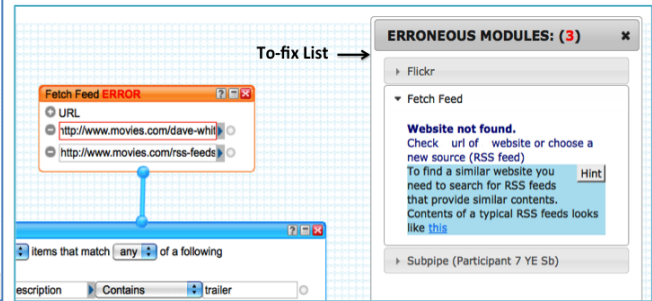 To-fix List
ERRONEOUS MODULES: (3)
Flickr
Fetch Feed
Website not found.
Check url of website or choose a
new source (RSS feed)
To find a similar website you
need to search for RSS feeds
that provide similar contents.
Contents of a typical RSS feeds looks
like this
Hint
Subpipe (Participant 7 YE Sb)
Fetch Feed ERROR
URL
http://www.movies.com/dave-whit
http://www.movies.com/rss-feeds
items that match any of a following
escription Contains trailer